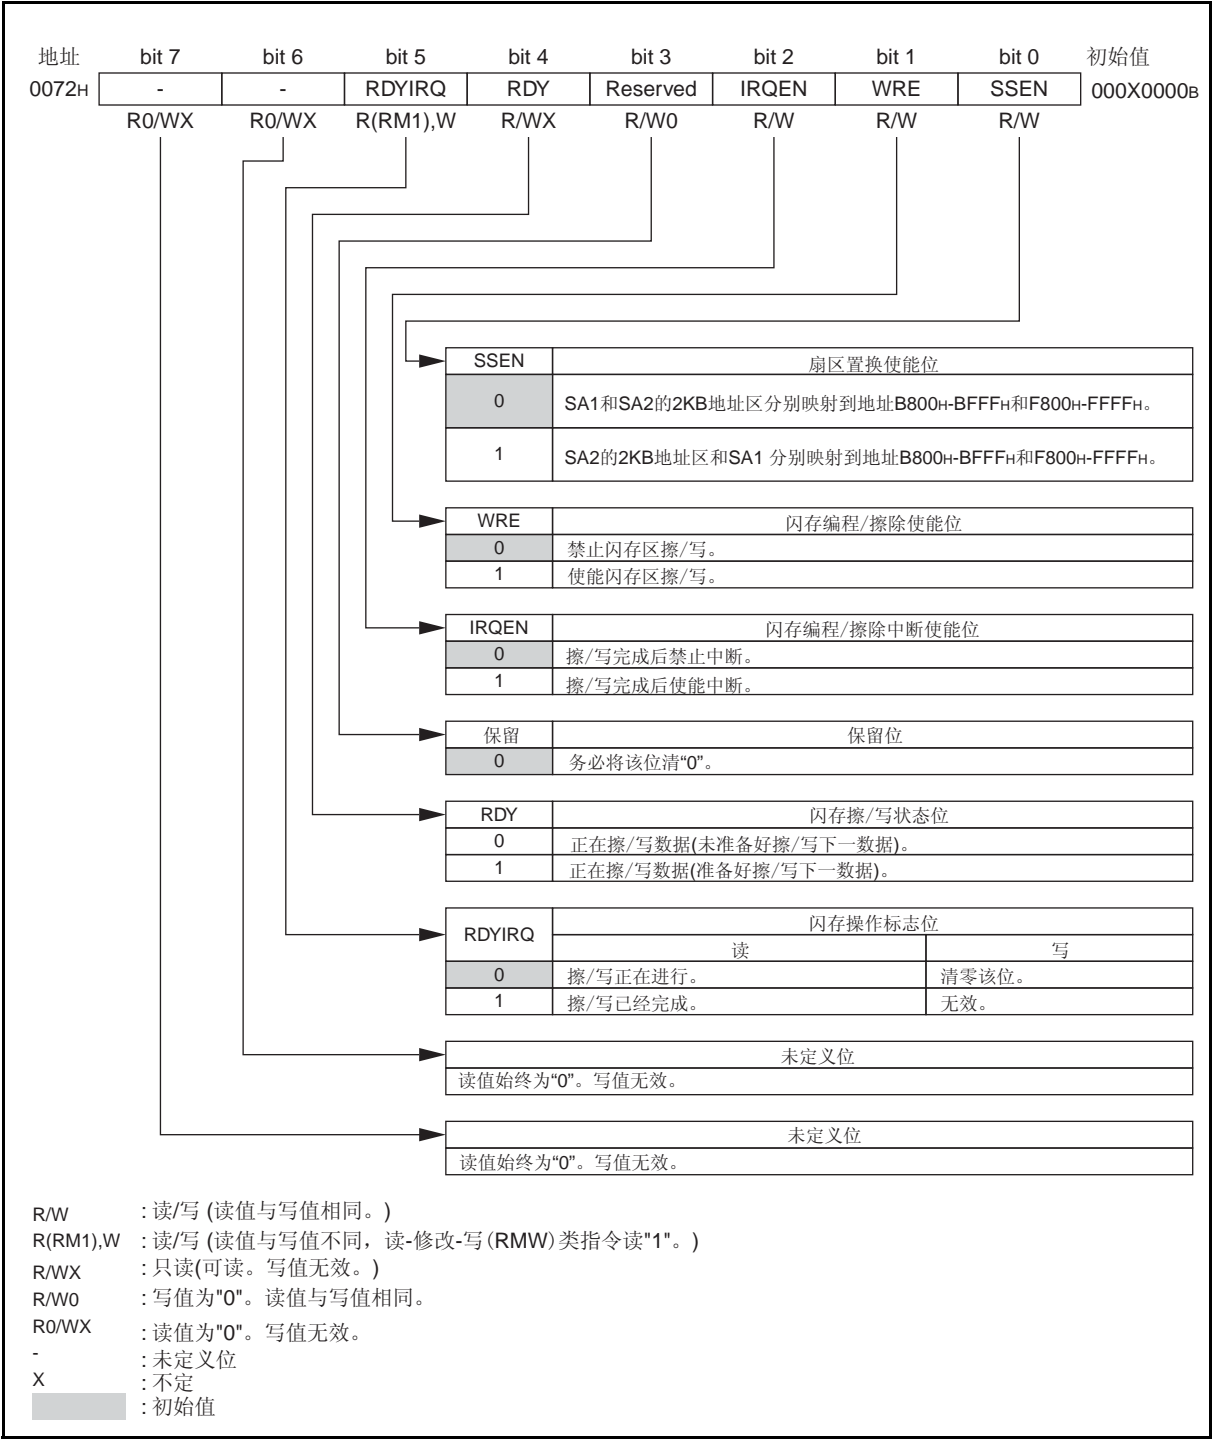 地址 bit 7 bit 6 bit 5 bit 4 bit 3 bit 2 bit 1 bit 0 初始值
0072H - - RDYIRQ RDY Reserved IRQEN WRE SSEN 000X0000B
R0/WX R0/WX R(RM1),W R/WX R/W0 R/W R/W R/W
SSEN 扇区置换使能位
0 SA1和SA2的2KB地址区分别映射到地址B800H-BFFFH和F800H-FFFFH。
1 SA2的2KB地址区和SA1 分别映射到地址B800H-BFFFH和F800H-FFFFH。
WRE 闪存编程/擦除使能位
0 禁止闪存区擦/写。
1 使能闪存区擦/写。
IRQEN 闪存编程/擦除中断使能位
0 擦/写完成后禁止中断。
1 擦/写完成后使能中断。
保留 保留位
0 务必将该位清“0”。
RDY 闪存擦/写状态位
0 正在擦/写数据(未准备好擦/写下一数据)。
1 正在擦/写数据(准备好擦/写下一数据)。
RDYIRQ 闪存操作标志位
读 写
0 擦/写正在进行。 清零该位。
1 擦/写已经完成。 无效。
未定义位
读值始终为“0”。写值无效。
未定义位
读值始终为“0”。写值无效。
R/W : 读/写 (读值与写值相同。)
R(RM1),W : 读/写 (读值与写值不同，读-修改-写(RMW)类指令读"1"。)
R/WX : 只读(可读。写值无效。)
R/W0 : 写值为"0"。读值与写值相同。
R0/WX : 读值为"0"。写值无效。
- : 未定义位
X : 不定
: 初始值